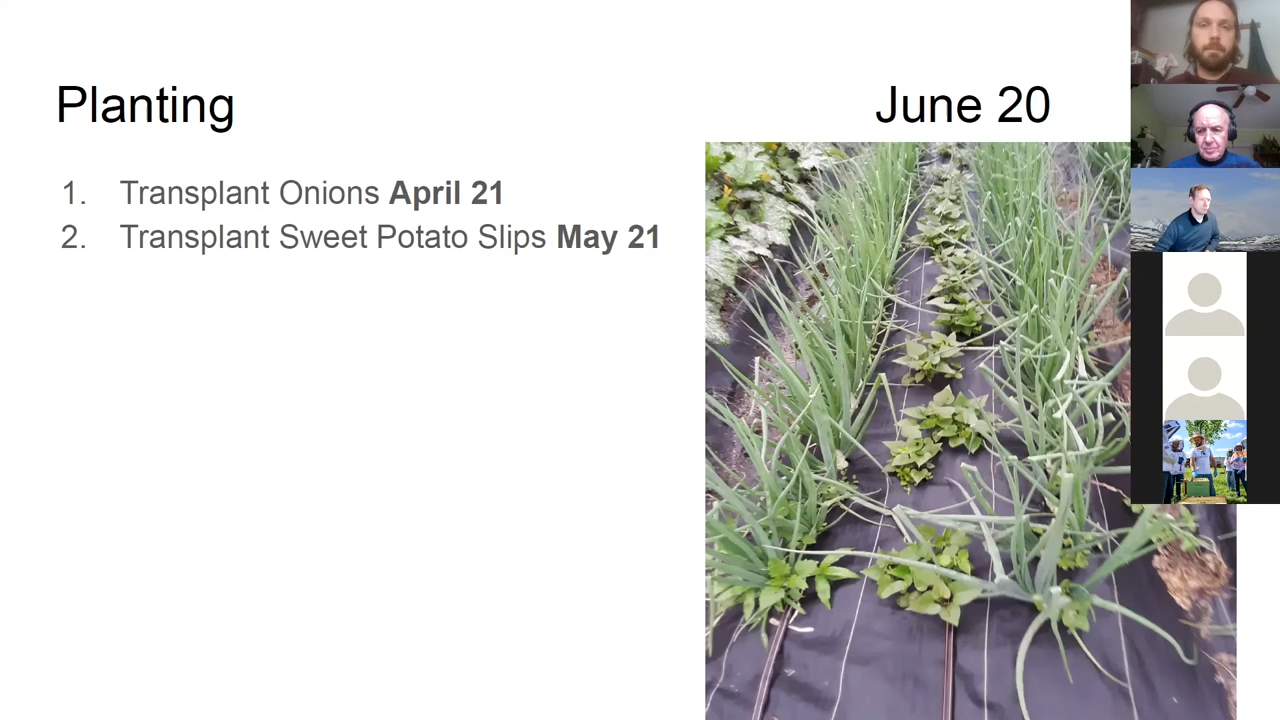 Planting
June 20
1. Transplant Onions April 21
2. Transplant Sweet Potato Slips May 21